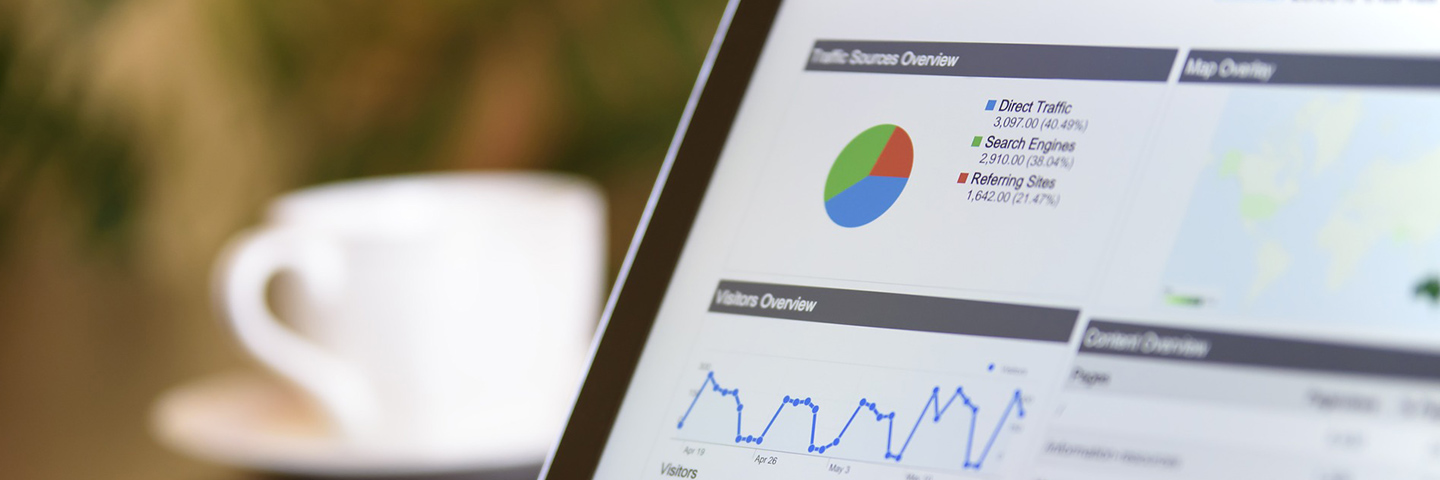 Traffic Sources Overview
Map Overlay
Direct Traffic
3,097.00 (40.49%)
Search Engines
2,910.00 (38.04%)
Referring Sites
1,642.00 (21.47%)
Visitors Overview
Content Overview
Pages
Apr 19
Apr 26
May 3
Visitors